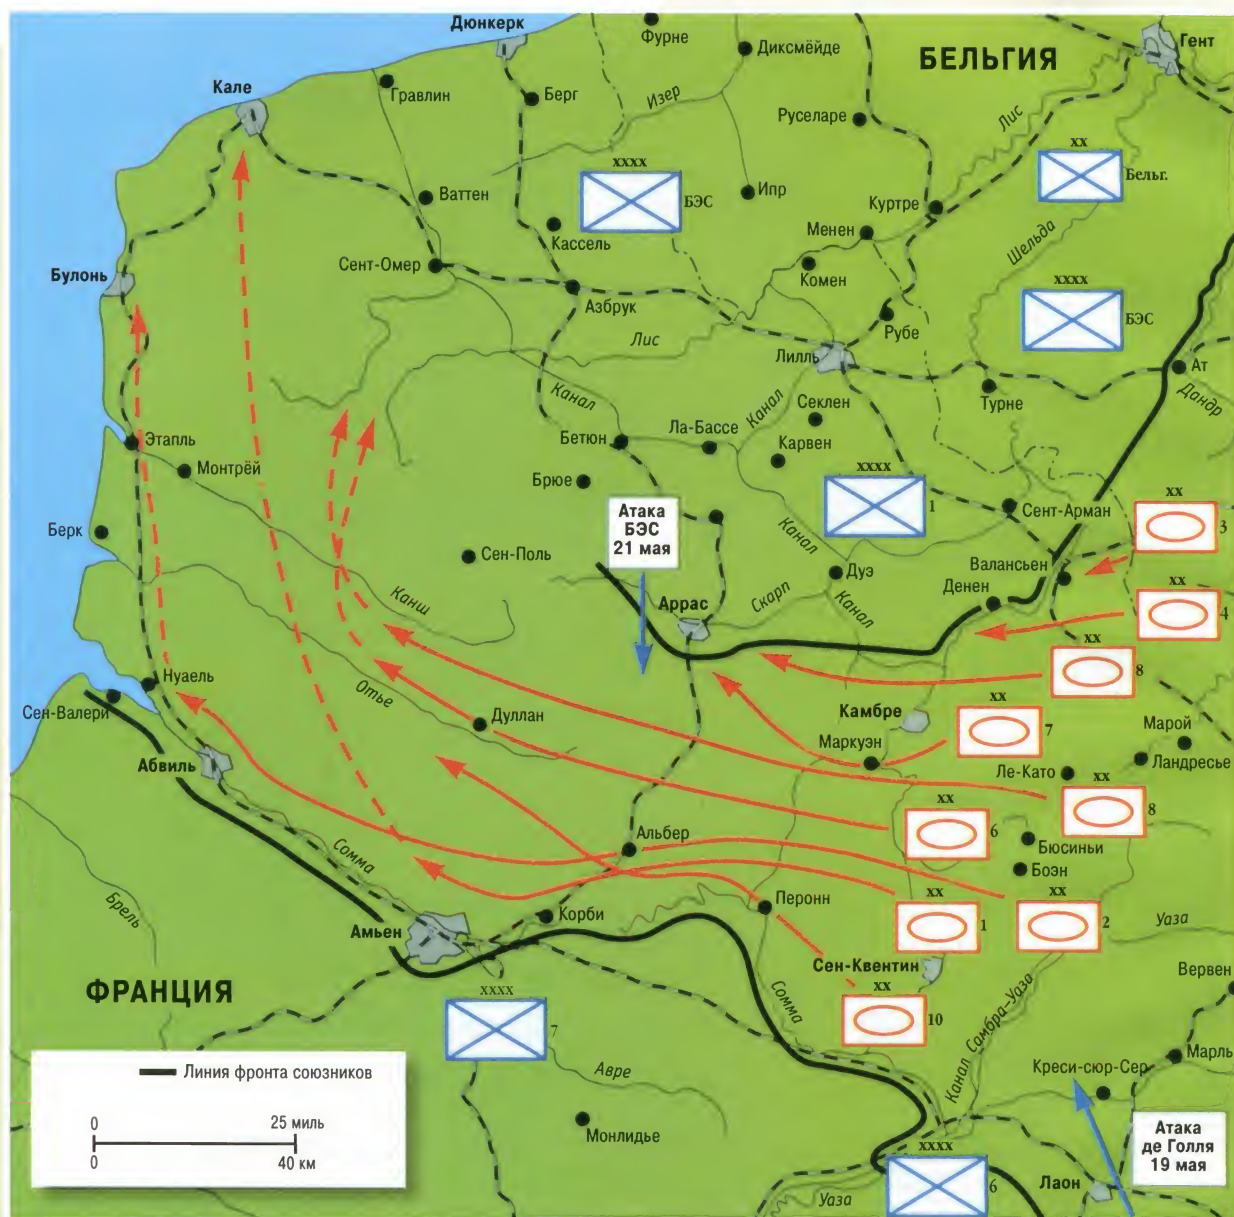 Дюнкерк
Фурне
Диксмёйде
БЕЛЬГИЯ
Гент
Кале
Гравлин
Берг
Изер
Руселаре
Лис
XX
Бельг.
XXXX
БЭС
Ваттен
Ипр
Куртре
Менен
Шельда
Кассель
Сент-Омер
Комен
Булонь
Азбрук
XXXX
БЭС
Рубе
Лис
Лилль
Ат
Дандр
Турне
Канал
Канал
Секлен
Этапль
Бетюн
Ла-Бассе
Карвен
Монтрёй
Брюе
XXXX
1
Сент-Арман
XX
3
Атака
БЭС
21 мая
Берк
Канал
Сен-Поль
Валансьен
Дуэ
Денен
XX
4
Канш
Аррас
Скарп
Канал
XX
8
Нуаель
Отье
Сен-Валери
Дуллан
Камбре
XX
7
Марой
Маркуэн
Ландресье
Абвиль
Ле-Като
XX
8
XX
6
Альбер
Бюсиньи
Боэн
Сомма
Брель
Перонн
XX
1
XX
2
Уаза
Корби
Амьен
Сен-Квентин
Вервен
ФРАНЦИЯ
XXXX
7
Сомма
XX
10
Канал Самбра–Уаза
Марль
Креси-сюр-Сер
Авре
Линия фронта союзников
0
25 миль
0
40 км
Монлидье
Атака
де Голля
19 мая
XXXX
6
Уаза
Лаон